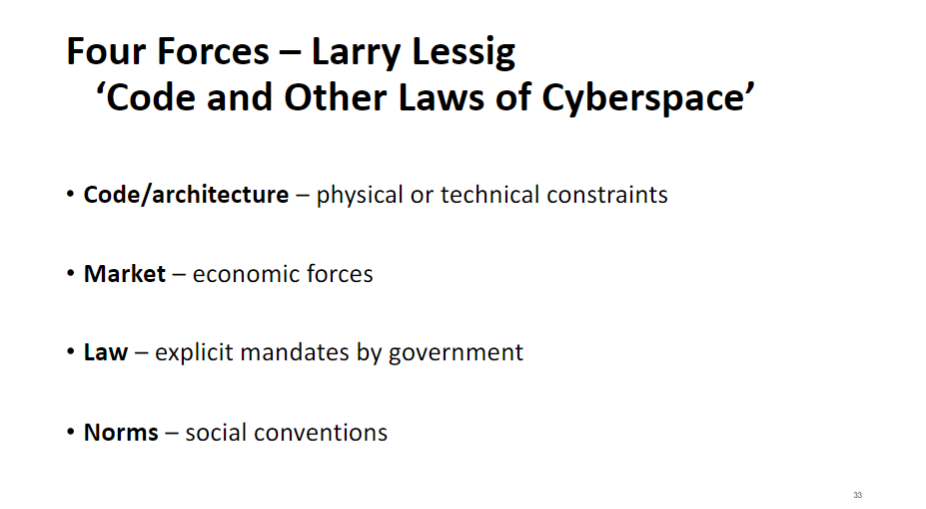 Four Forces – Larry Lessig
‘Code and Other Laws of Cyberspace’
• Code/architecture – physical or technical constraints
• Market – economic forces
• Law – explicit mandates by government
• Norms – social conventions
33